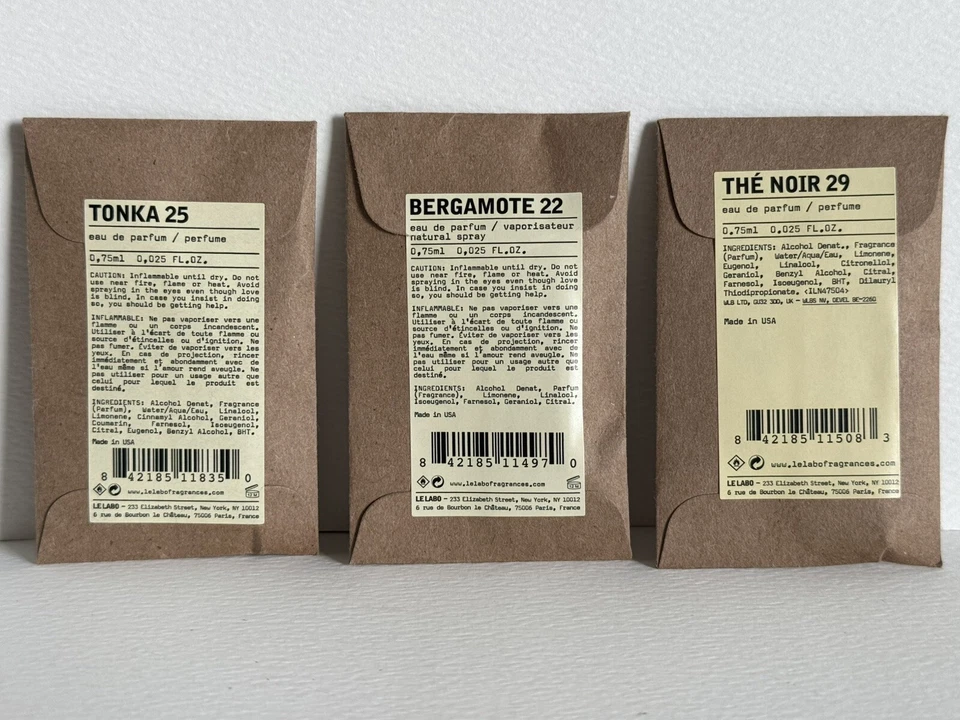 TONKA 25
eau de parfum / perfume
0,75ml 0,025 FL.OZ.
CAUTION: Inflammable until dry. Do not
use near fire, flame or heat. Avoid
spraying in the eyes even though love
is blind. In case you insist in doing
so, you should be getting help.
INFLAMMABLE: Ne pas vaporiser vers une
flamme ou un corps incandescent.
Utiliser à l'écart de toute flamme ou
source d'étincelles ou d'ignition. Ne
pas fumer. Éviter de vaporiser vers les
yeux. En cas de projection, rincer
immédiatement et abondamment avec de
l'eau même si l'amour rend aveugle. Ne
pas utiliser pour un usage autre que
celui pour lequel le produit est
destiné.
INGREDIENTS: Alcohol Denat, Fragrance
(Parfum), Water/Aqua/Eau, Linalool,
Limonene, Cinnamyl Alcohol, Geraniol,
Coumarin, Farnesol, Isoeugenol,
Citral, Eugenol, Benzyl Alcohol, BHT.
Made in USA
8 42185 11835 0
www.lelabofragrances.com
12 M
LE LABO – 233 Elizabeth Street, New York, NY 10012
6 rue de Bourbon le Château, 75006 Paris, France
BERGAMOTE 22
eau de parfum / vaporisateur
natural spray
0,75ml 0,025 FL.OZ.
CAUTION: Inflammable until dry. Do not
use near fire, flame or heat. Avoid
spraying in the eyes even though love
is blind. In case you insist in doing
so, you should be getting help.
INFLAMMABLE: Ne pas vaporiser vers une
flamme ou un corps incandescent.
Utiliser à l'écart de toute flamme ou
source d'étincelles ou d'ignition. Ne
pas fumer. Éviter de vaporiser vers les
yeux. En cas de projection, rincer
immédiatement et abondamment avec de
l'eau même si l'amour rend aveugle. Ne
pas utiliser pour un usage autre que
celui pour lequel le produit est
destiné.
INGREDIENTS: Alcohol Denat, Parfum
(Fragrance), Limonene, Linalool,
Isoeugenol, Farnesol, Geraniol, Citral.
Made in USA
8 42185 11497 0
www.lelabofragrances.com
12 M
LE LABO – 233 Elizabeth Street, New York, NY 10012
6 rue de Bourbon le Château, 75006 Paris, France
THÉ NOIR 29
eau de parfum / perfume
0,75ml 0,025 FL.OZ.
INGREDIENTS: Alcohol Denat., Fragrance
(Parfum), Water/Aqua/Eau, Limonene,
Eugenol, Linalool, Citronellol,
Geraniol, Benzyl Alcohol, Citral,
Farnesol, Isoeugenol, BHT, Dilauryl
Thiodipropionate. <ILN47504>
WLB LTD, GU32 3DD, UK – WLBS NV, DEVEL BE-2260
Made in USA
8 42185 11508 3
www.lelabofragrances.com
LE LABO – 233 Elizabeth Street, New York, NY 10012
6 rue de Bourbon le Château, 75006 Paris, France